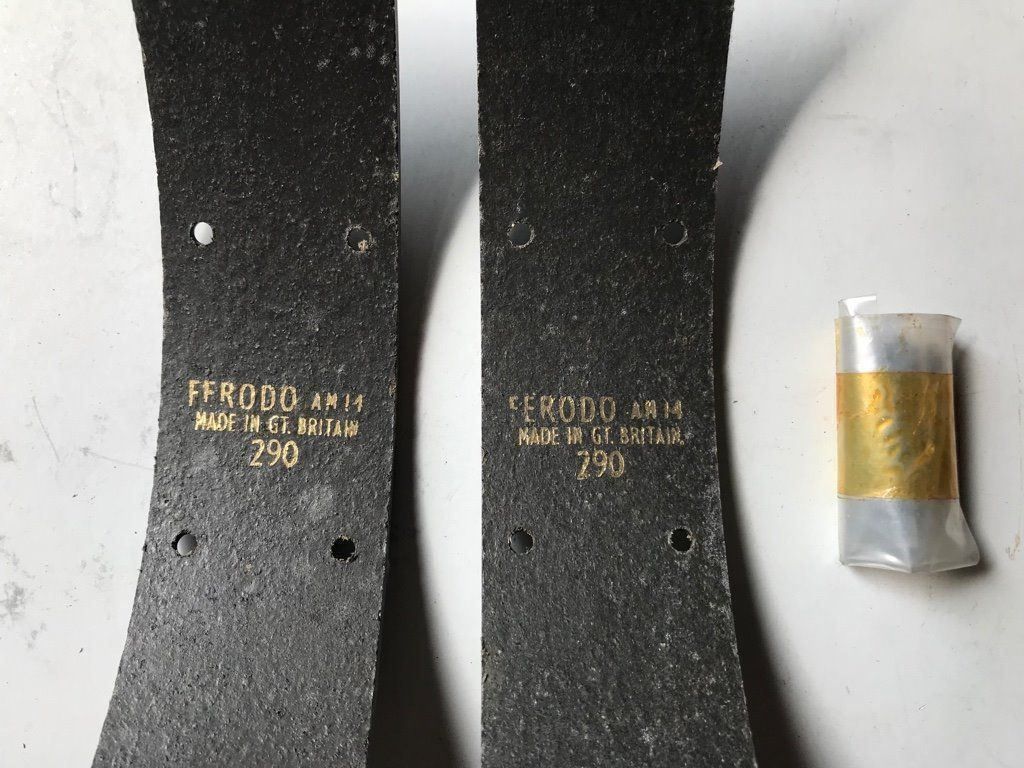 FERODO AM14
MADE IN GT. BRITAIN
290
FERODO AM14
MADE IN GT. BRITAIN.
290